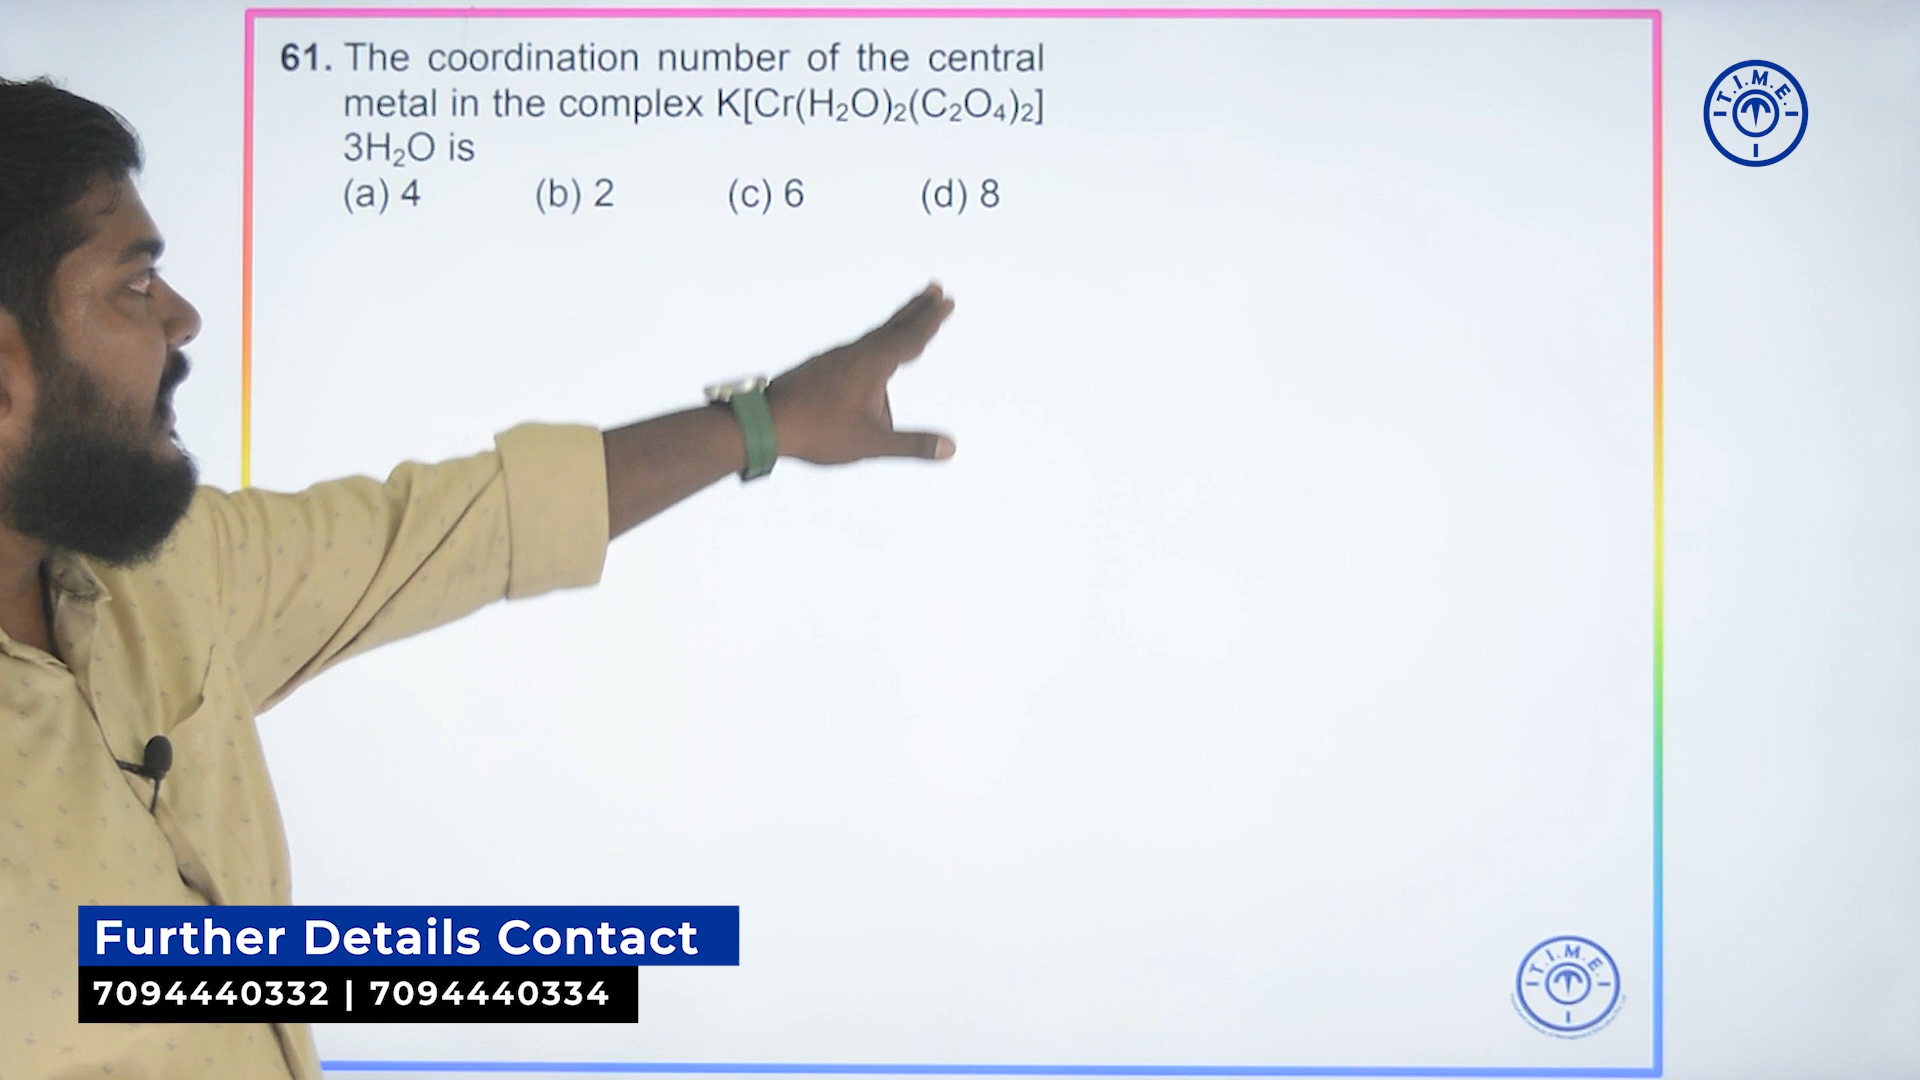 61. The coordination number of the central
metal in the complex K[Cr(H₂O)₂(C₂O₄)₂]
3H₂O is
(a) 4 (b) 2 (c) 6 (d) 8
T.I.M.E.
Further Details Contact
7094440332 | 7094440334
T.I.M.E.